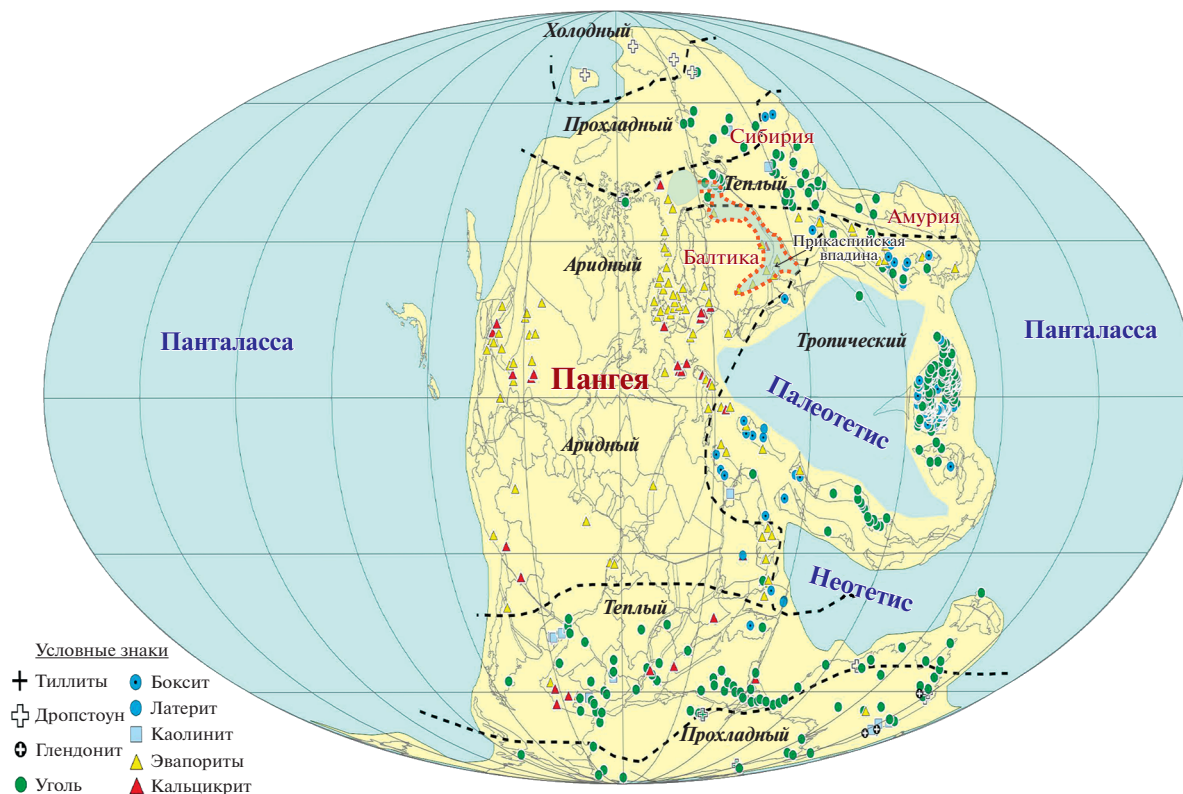 Холодный
Прохладный
Сибирия
Теплый
Амурия
Прикаспийская
впадина
Балтика
Аридный
Панталасса
Тропический
Панталасса
Пангея
Палеотетис
Аридный
Неотетис
Теплый
Прохладный
Условные знаки
Тиллиты
Дропстоун
Глендонит
Уголь
Боксит
Латерит
Каолинит
Эвапориты
Кальцикрит